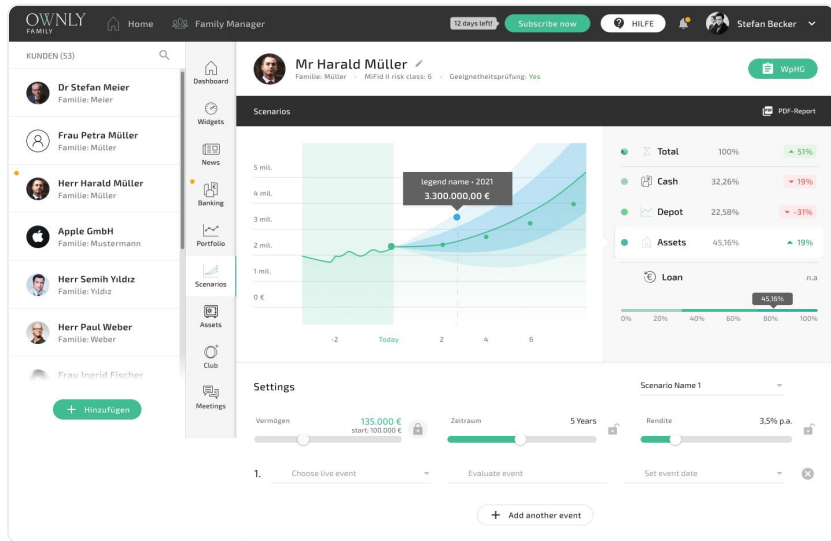 OWNLY
FAMILY
Home
Family Manager
12 days left!
Subscribe now
HILFE
Stefan Becker
KUNDEN (53)
Dr Stefan Meier
Familie: Meier
Frau Petra Müller
Familie: Müller
Herr Harald Müller
Familie: Müller
Apple GmbH
Familie: Mustermann
Herr Semih Yıldız
Familie: Yıldız
Herr Paul Weber
Familie: Weber
Frau Ingrid Fischer
+ Hinzufügen
Dashboard
Widgets
News
Banking
Portfolio
Scenarios
Assets
Club
Meetings
Mr Harald Müller
Familie: Müller · MiFid II risk class: 6 · Geeignetheitsprüfung: Yes
WpHG
Scenarios
PDF-Report
5 mil.
4 mil.
3 mil.
2 mil.
1 mil.
0 €
legend name • 2021
3.300.000,00 €
-2 Today 2 4 6
Total 100% 51%
Cash 32,26% 19%
Depot 22,58% -31%
Assets 45,16% 19%
Loan n.a
45,16%
0% 20% 40% 60% 80% 100%
Settings
Scenario Name 1
Vermögen 135.000 €
start: 100.000 €
Zeitraum 5 Years
Rendite 3,5% p.a.
1. Choose live event
Evaluate event
Set event date
+ Add another event